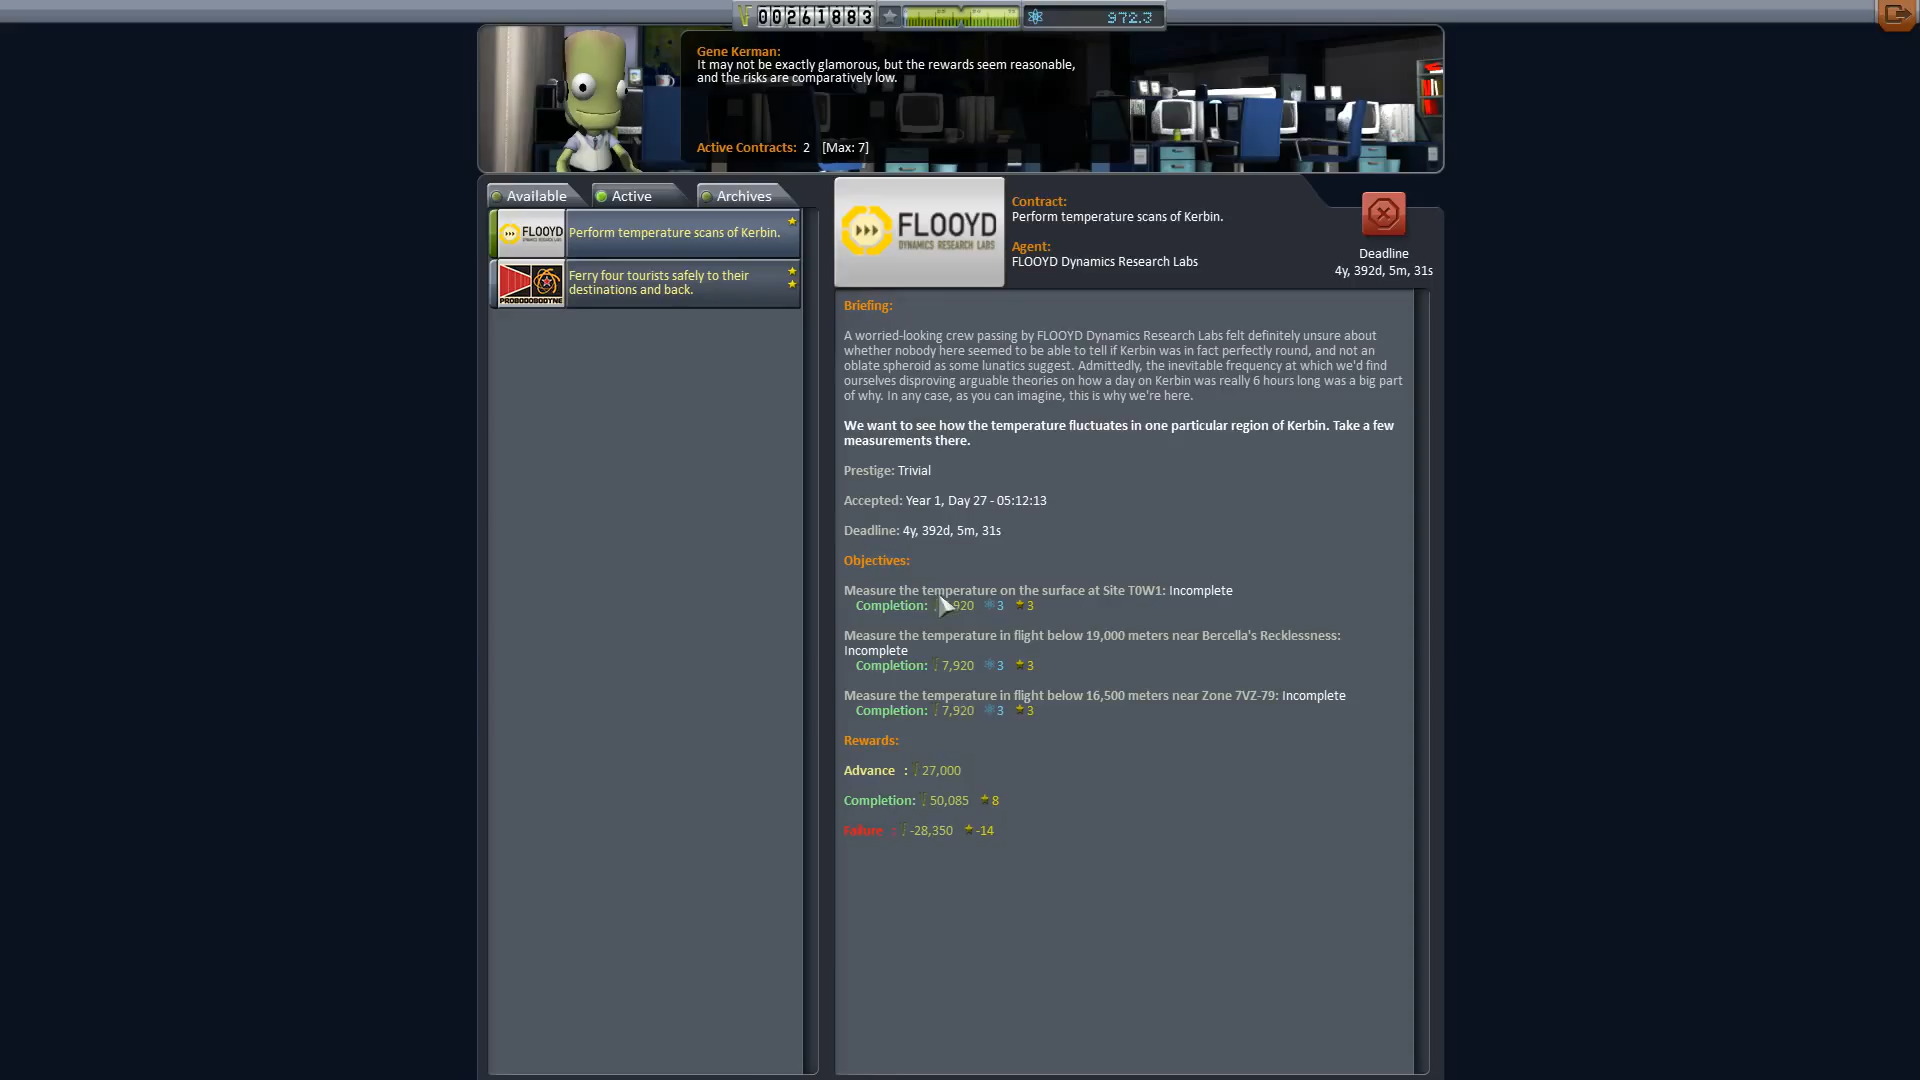 00261883
972.3
Gene Kerman:
It may not be exactly glamorous, but the rewards seem reasonable,
and the risks are comparatively low.
Active Contracts: 2 [Max: 7]
Available Active Archives
FLOOYD
DYNAMICS RESEARCH LABS
Perform temperature scans of Kerbin.
PROBODOBODYNE
Ferry four tourists safely to their
destinations and back.
FLOOYD
DYNAMICS RESEARCH LABS
Contract:
Perform temperature scans of Kerbin.
Agent:
FLOOYD Dynamics Research Labs
Deadline
4y, 392d, 5m, 31s
Briefing:
A worried-looking crew passing by FLOOYD Dynamics Research Labs felt definitely unsure about
whether nobody here seemed to be able to tell if Kerbin was in fact perfectly round, and not an
oblate spheroid as some lunatics suggest. Admittedly, the inevitable frequency at which we'd find
ourselves disproving arguable theories on how a day on Kerbin was really 6 hours long was a big part
of why. In any case, as you can imagine, this is why we're here.
We want to see how the temperature fluctuates in one particular region of Kerbin. Take a few
measurements there.
Prestige: Trivial
Accepted: Year 1, Day 27 - 05:12:13
Deadline: 4y, 392d, 5m, 31s
Objectives:
Measure the temperature on the surface at Site T0W1: Incomplete
Completion: 920 3 3
Measure the temperature in flight below 19,000 meters near Bercella's Recklessness:
Incomplete
Completion: 7,920 3 3
Measure the temperature in flight below 16,500 meters near Zone 7VZ-79: Incomplete
Completion: 7,920 3 3
Rewards:
Advance : 27,000
Completion: 50,085 8
Failure : -28,350 -14